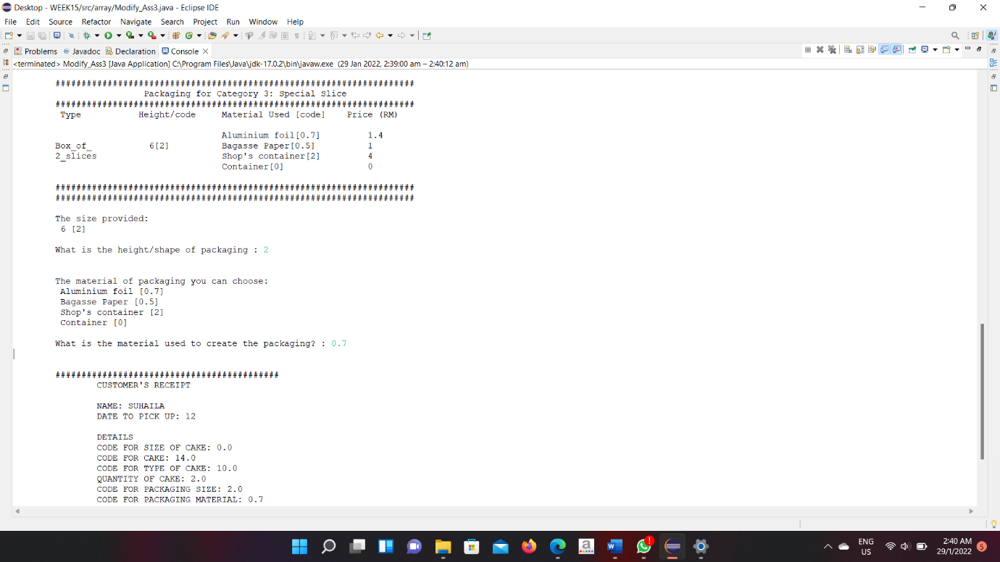 Desktop - WEEK15/src/array/Modify_Ass3.java - Eclipse IDE
File Edit Source Refactor Navigate Search Project Run Window Help
Problems @ Javadoc Declaration Console
<terminated> Modify_Ass3 [Java Application] C:\Program Files\Java\jdk-17.0.2\bin\javaw.exe (29 Jan 2022, 2:39:00 am – 2:40:12 am)
#####################################################################
Packaging for Category 3: Special Slice
#####################################################################
Type Height/code Material Used [code] Price (RM)
Aluminium foil[0.7] 1.4
Box_of_ 6[2] Bagasse Paper[0.5] 1
2_slices Shop's container[2] 4
Container[0] 0
#####################################################################
#####################################################################
The size provided:
6 [2]
What is the height/shape of packaging : 2
The material of packaging you can choose:
Aluminium foil [0.7]
Bagasse Paper [0.5]
Shop's container [2]
Container [0]
What is the material used to create the packaging? : 0.7
###########################################
CUSTOMER'S RECEIPT
NAME: SUHAILA
DATE TO PICK UP: 12
DETAILS
CODE FOR SIZE OF CAKE: 0.0
CODE FOR CAKE: 14.0
CODE FOR TYPE OF CAKE: 10.0
QUANTITY OF CAKE: 2.0
CODE FOR PACKAGING SIZE: 2.0
CODE FOR PACKAGING MATERIAL: 0.7
ENG
US
2:40 AM
29/1/2022
5